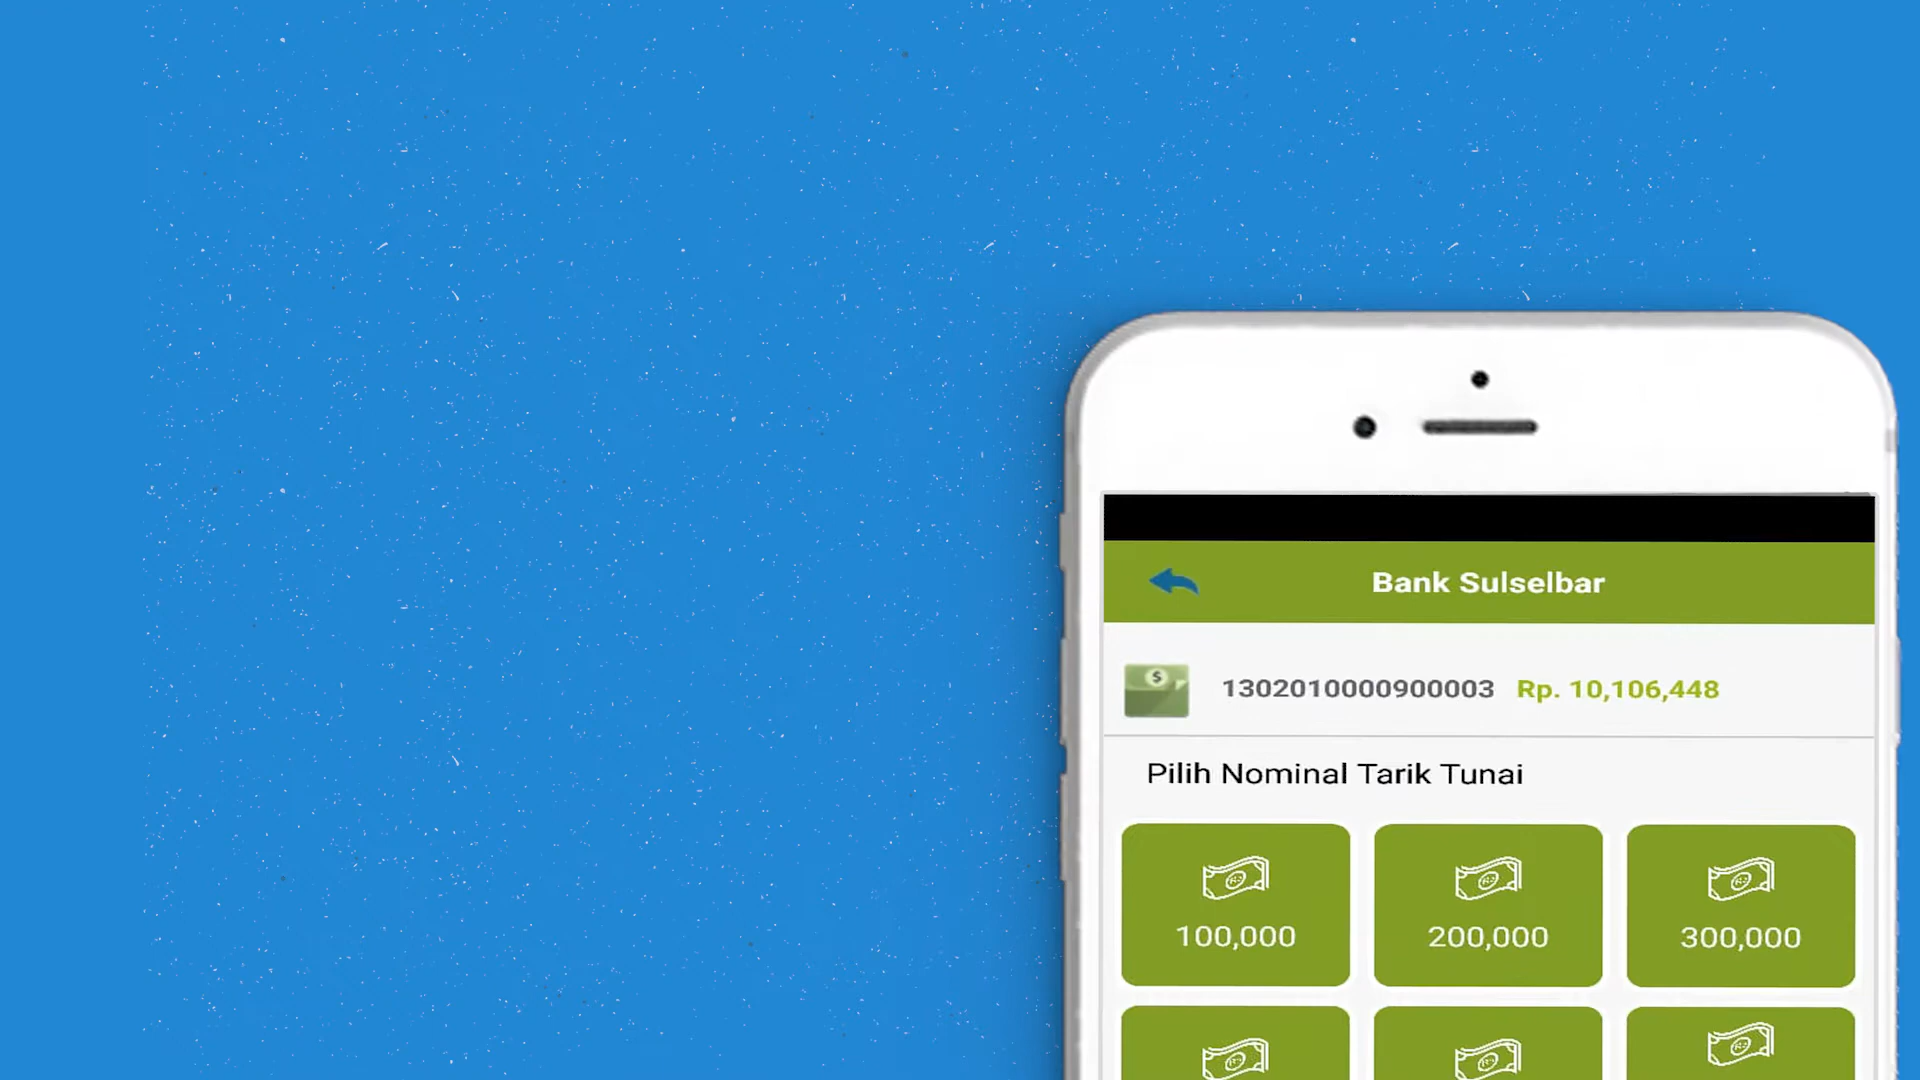 Bank Sulselbar
1302010000900003 Rp. 10,106,448
Pilih Nominal Tarik Tunai
100,000 200,000 300,000